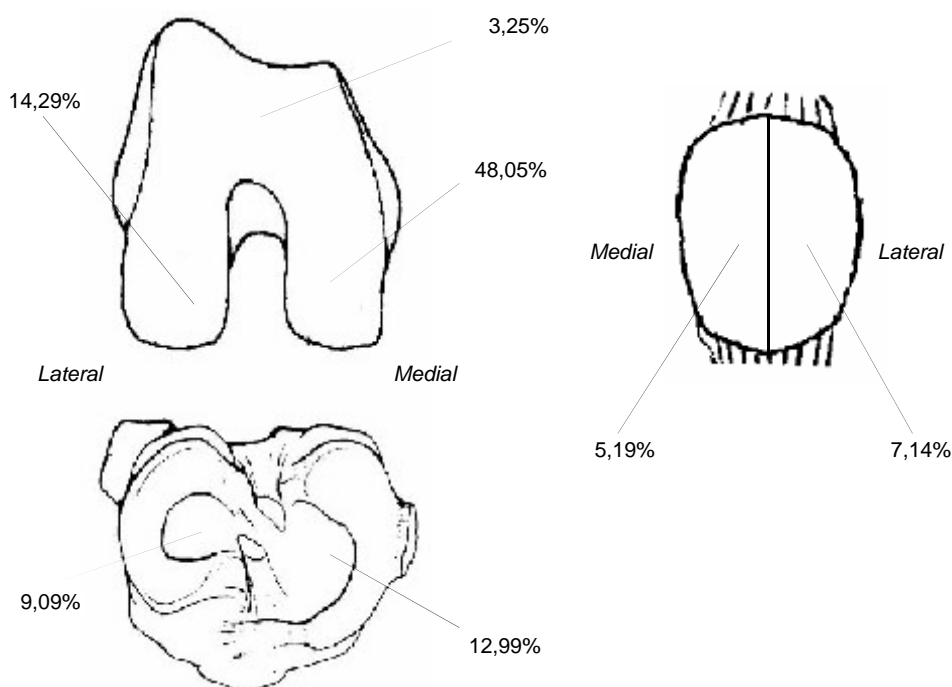 3,25%
14,29%
48,05%
Medial
Lateral
Lateral
Medial
5,19%
7,14%
9,09%
12,99%